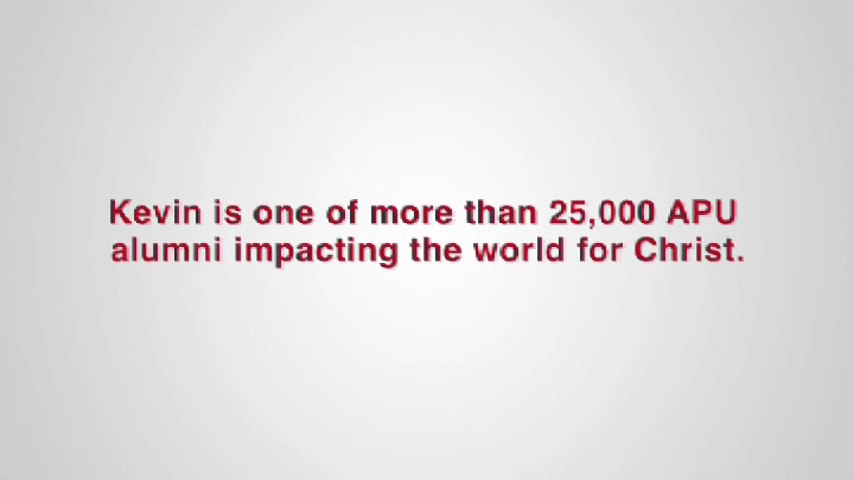 Kevin is one of more than 25,000 APU
alumni impacting the world for Christ.